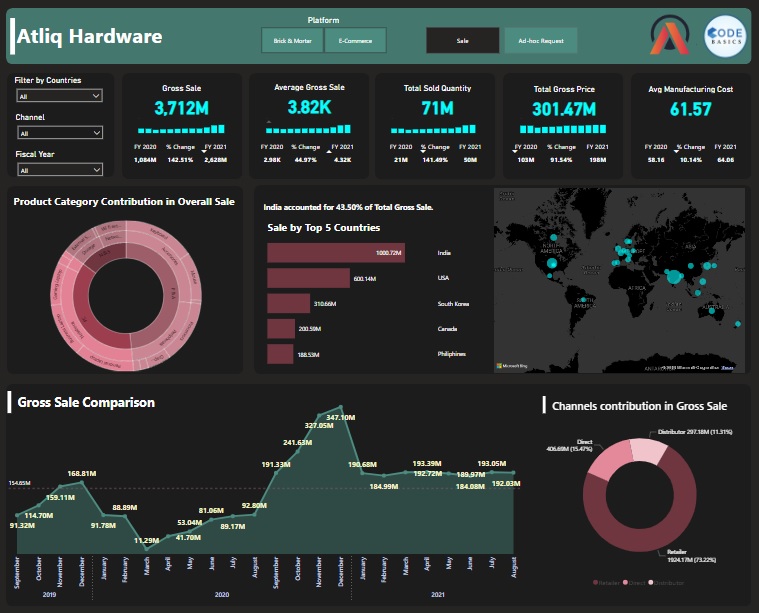 Atliq Hardware
Platform
Brick & Morter
E-Commerce
Sale
Ad-hoc Request
CODE
BASICS
Filter by Countries
All
Channel
All
Fiscal Year
All
Gross Sale
3,712M
FY 2020 % Change FY 2021
1,084M 142.51% 2,628M
Average Gross Sale
3.82K
FY 2020 % Change FY 2021
2.98K 44.97% 4.32K
Total Sold Quantity
71M
FY 2020 % Change FY 2021
21M 141.49% 50M
Total Gross Price
301.47M
FY 2020 % Change FY 2021
103M 91.54% 198M
Avg Manufacturing Cost
61.57
FY 2020 % Change FY 2021
58.16 10.14% 64.06
Product Category Contribution in Overall Sale
India accounted for 43.50% of Total Gross Sale.
Sale by Top 5 Countries
India
600.14M USA
310.66M South Korea
200.59M Canada
188.53M Philiphines
NORTH
AMERICA
ASIA
AFRICA
SOUTH
AMERICA
Microsoft Bing
Gross Sale Comparison
154.65M
91.32M
114.70M
159.11M
168.81M
91.78M
88.89M
11.29M
41.70M
53.04M
81.06M
89.17M
92.80M
191.33M
241.63M
327.05M
347.10M
190.68M
184.99M
193.39M
192.72M
189.97M
184.08M
193.05M
192.03M
September
October
November
December
January
February
March
April
May
June
July
August
September
October
November
December
January
February
March
April
May
June
July
August
2019
2020
2021
Channels contribution in Gross Sale
Distributor 297.18M (11.31%)
Direct
406.69M (15.47%)
Retailer
1924.17M (73.22%)
Retailer Direct Distributor